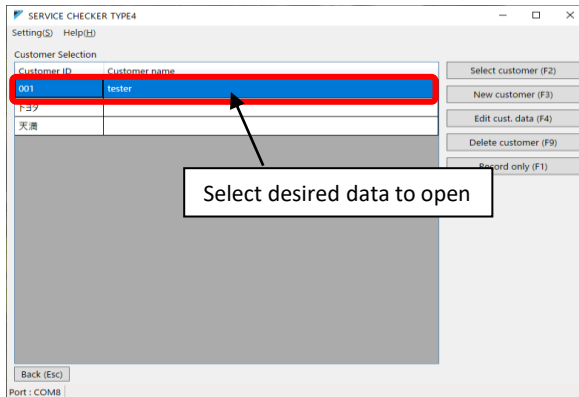 SERVICE CHECKER TYPE4
Setting(S) Help(H)
Customer Selection
Customer ID Customer name
001 tester
トヨタ
天満
Select customer (F2)
New customer (F3)
Edit cust. data (F4)
Delete customer (F9)
Record only (F1)
Select desired data to open
Back (Esc)
Port : COM8